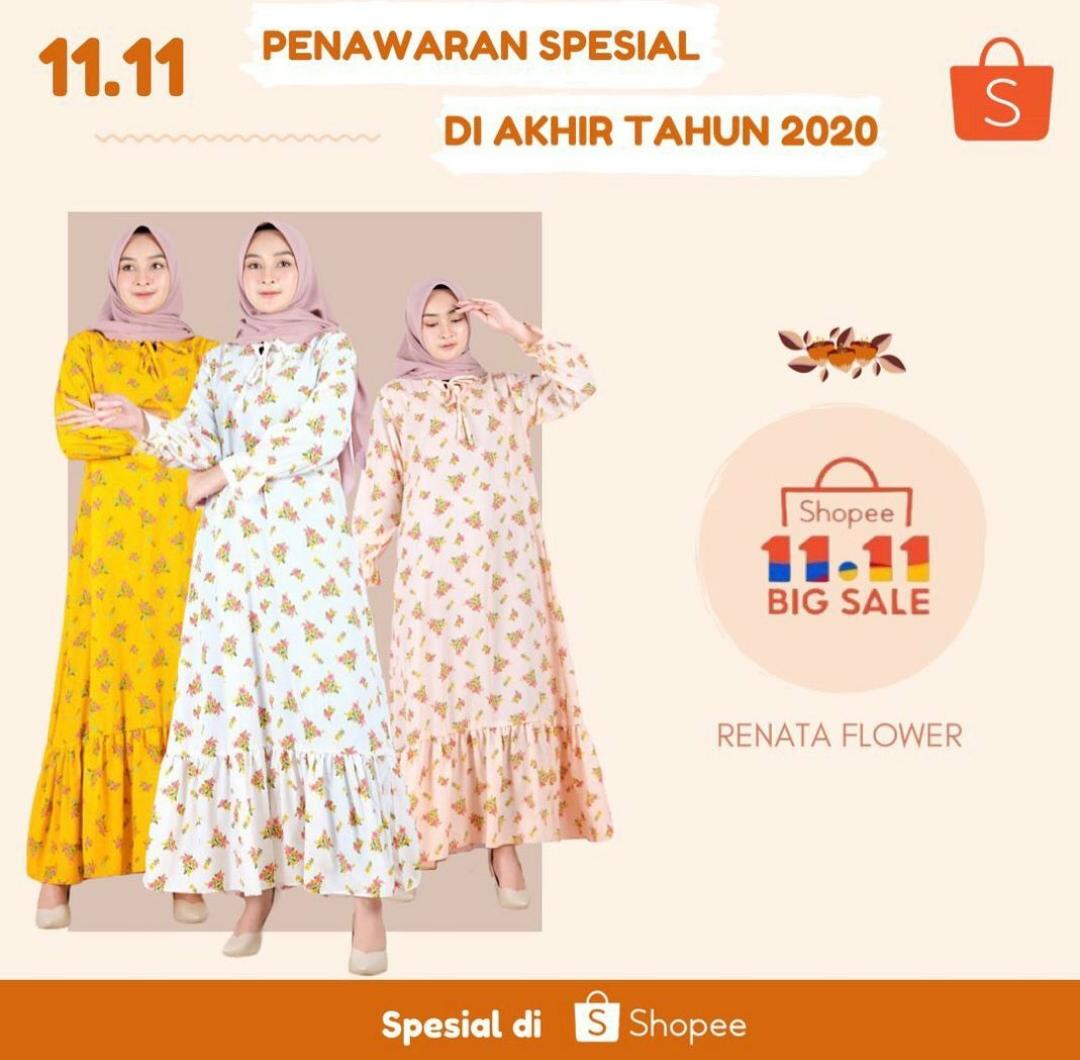 11.11
PENAWARAN SPESIAL
DI AKHIR TAHUN 2020
S
Shopee
11.11
BIG SALE
RENATA FLOWER
Spesial di S Shopee